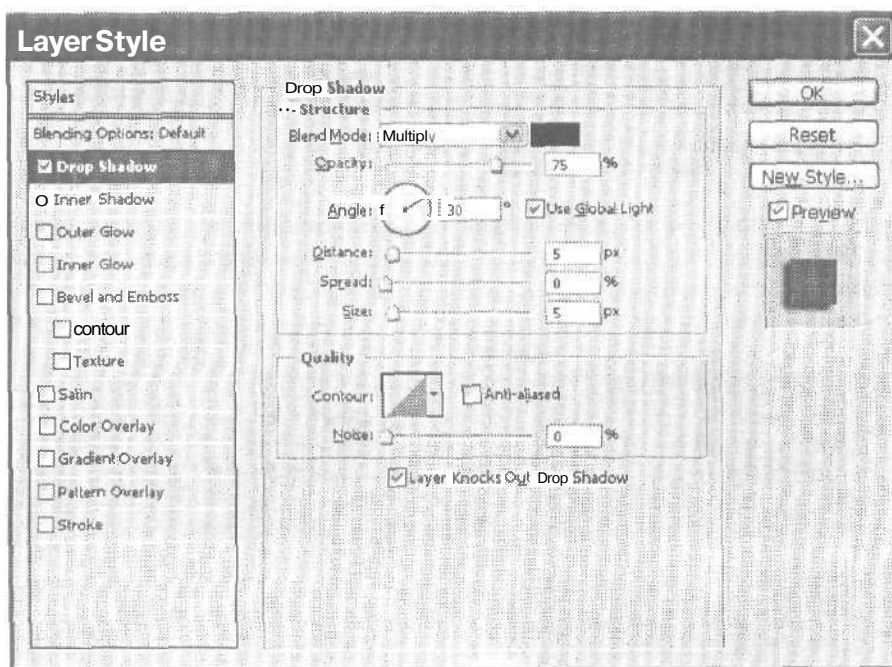 Layer Style
Styles
Blending Options: Default
Drop Shadow
O Inner Shadow
Outer Glow
Inner Glow
Bevel and Emboss
contour
Texture
Satin
Color Overlay
Gradient Overlay
Pattern Overlay
Stroke
Drop Shadow
Structure
Blend Mode: Multiply
Opacity: 75 %
Angle: f 30 ° Use Global Light
Distance: 5 px
Spread: 0 %
Size: 5 px
Quality
Contour: Anti-aliased
Noise: 0 %
Layer Knocks Out Drop Shadow
OK
Reset
New Style...
Preview